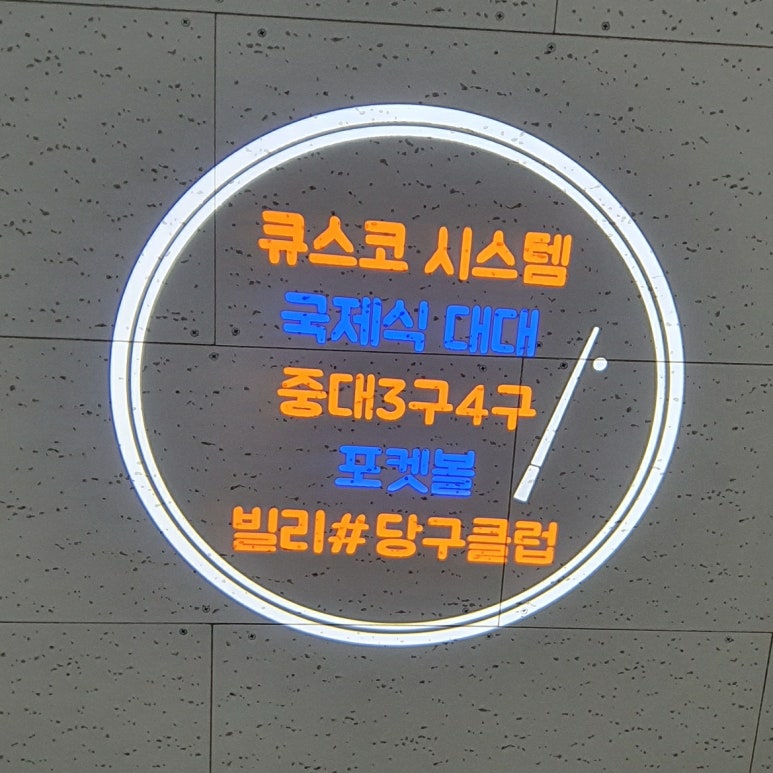 큐스코 시스템
국제식 대대
중대3구4구
포켓볼
빌리#당구클럽